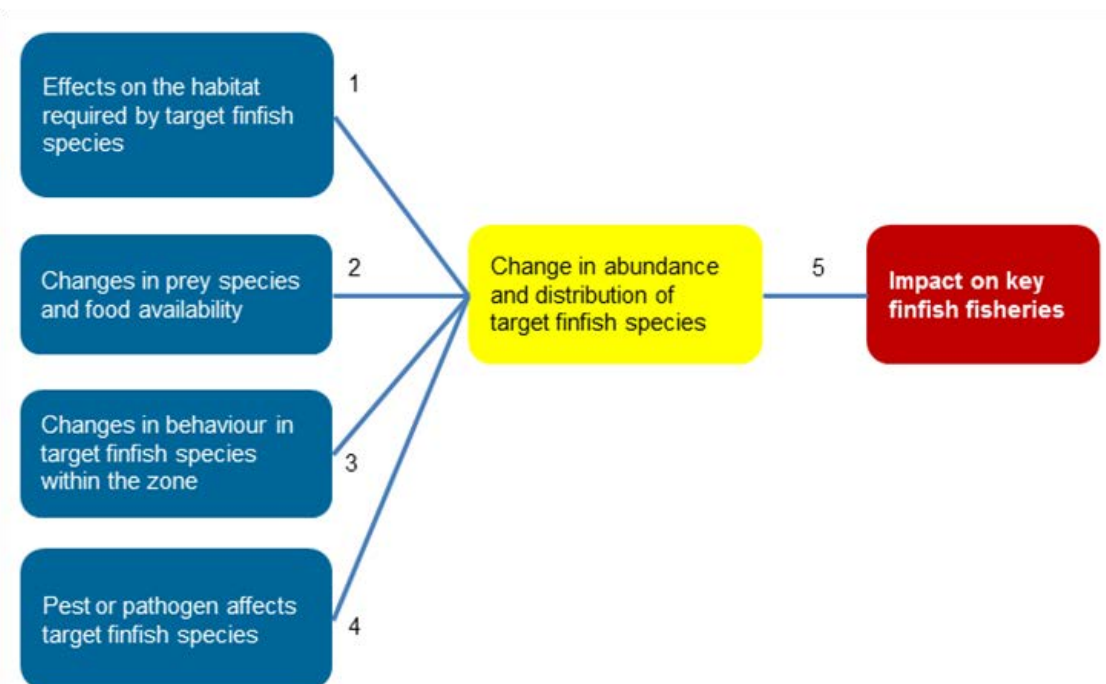 Effects on the habitat
required by target finfish
species
1
Changes in prey species
and food availability
2
Changes in behaviour in
target finfish species
within the zone
3
Pest or pathogen affects
target finfish species
4
Change in abundance
and distribution of
target finfish species
5
Impact on key
finfish fisheries